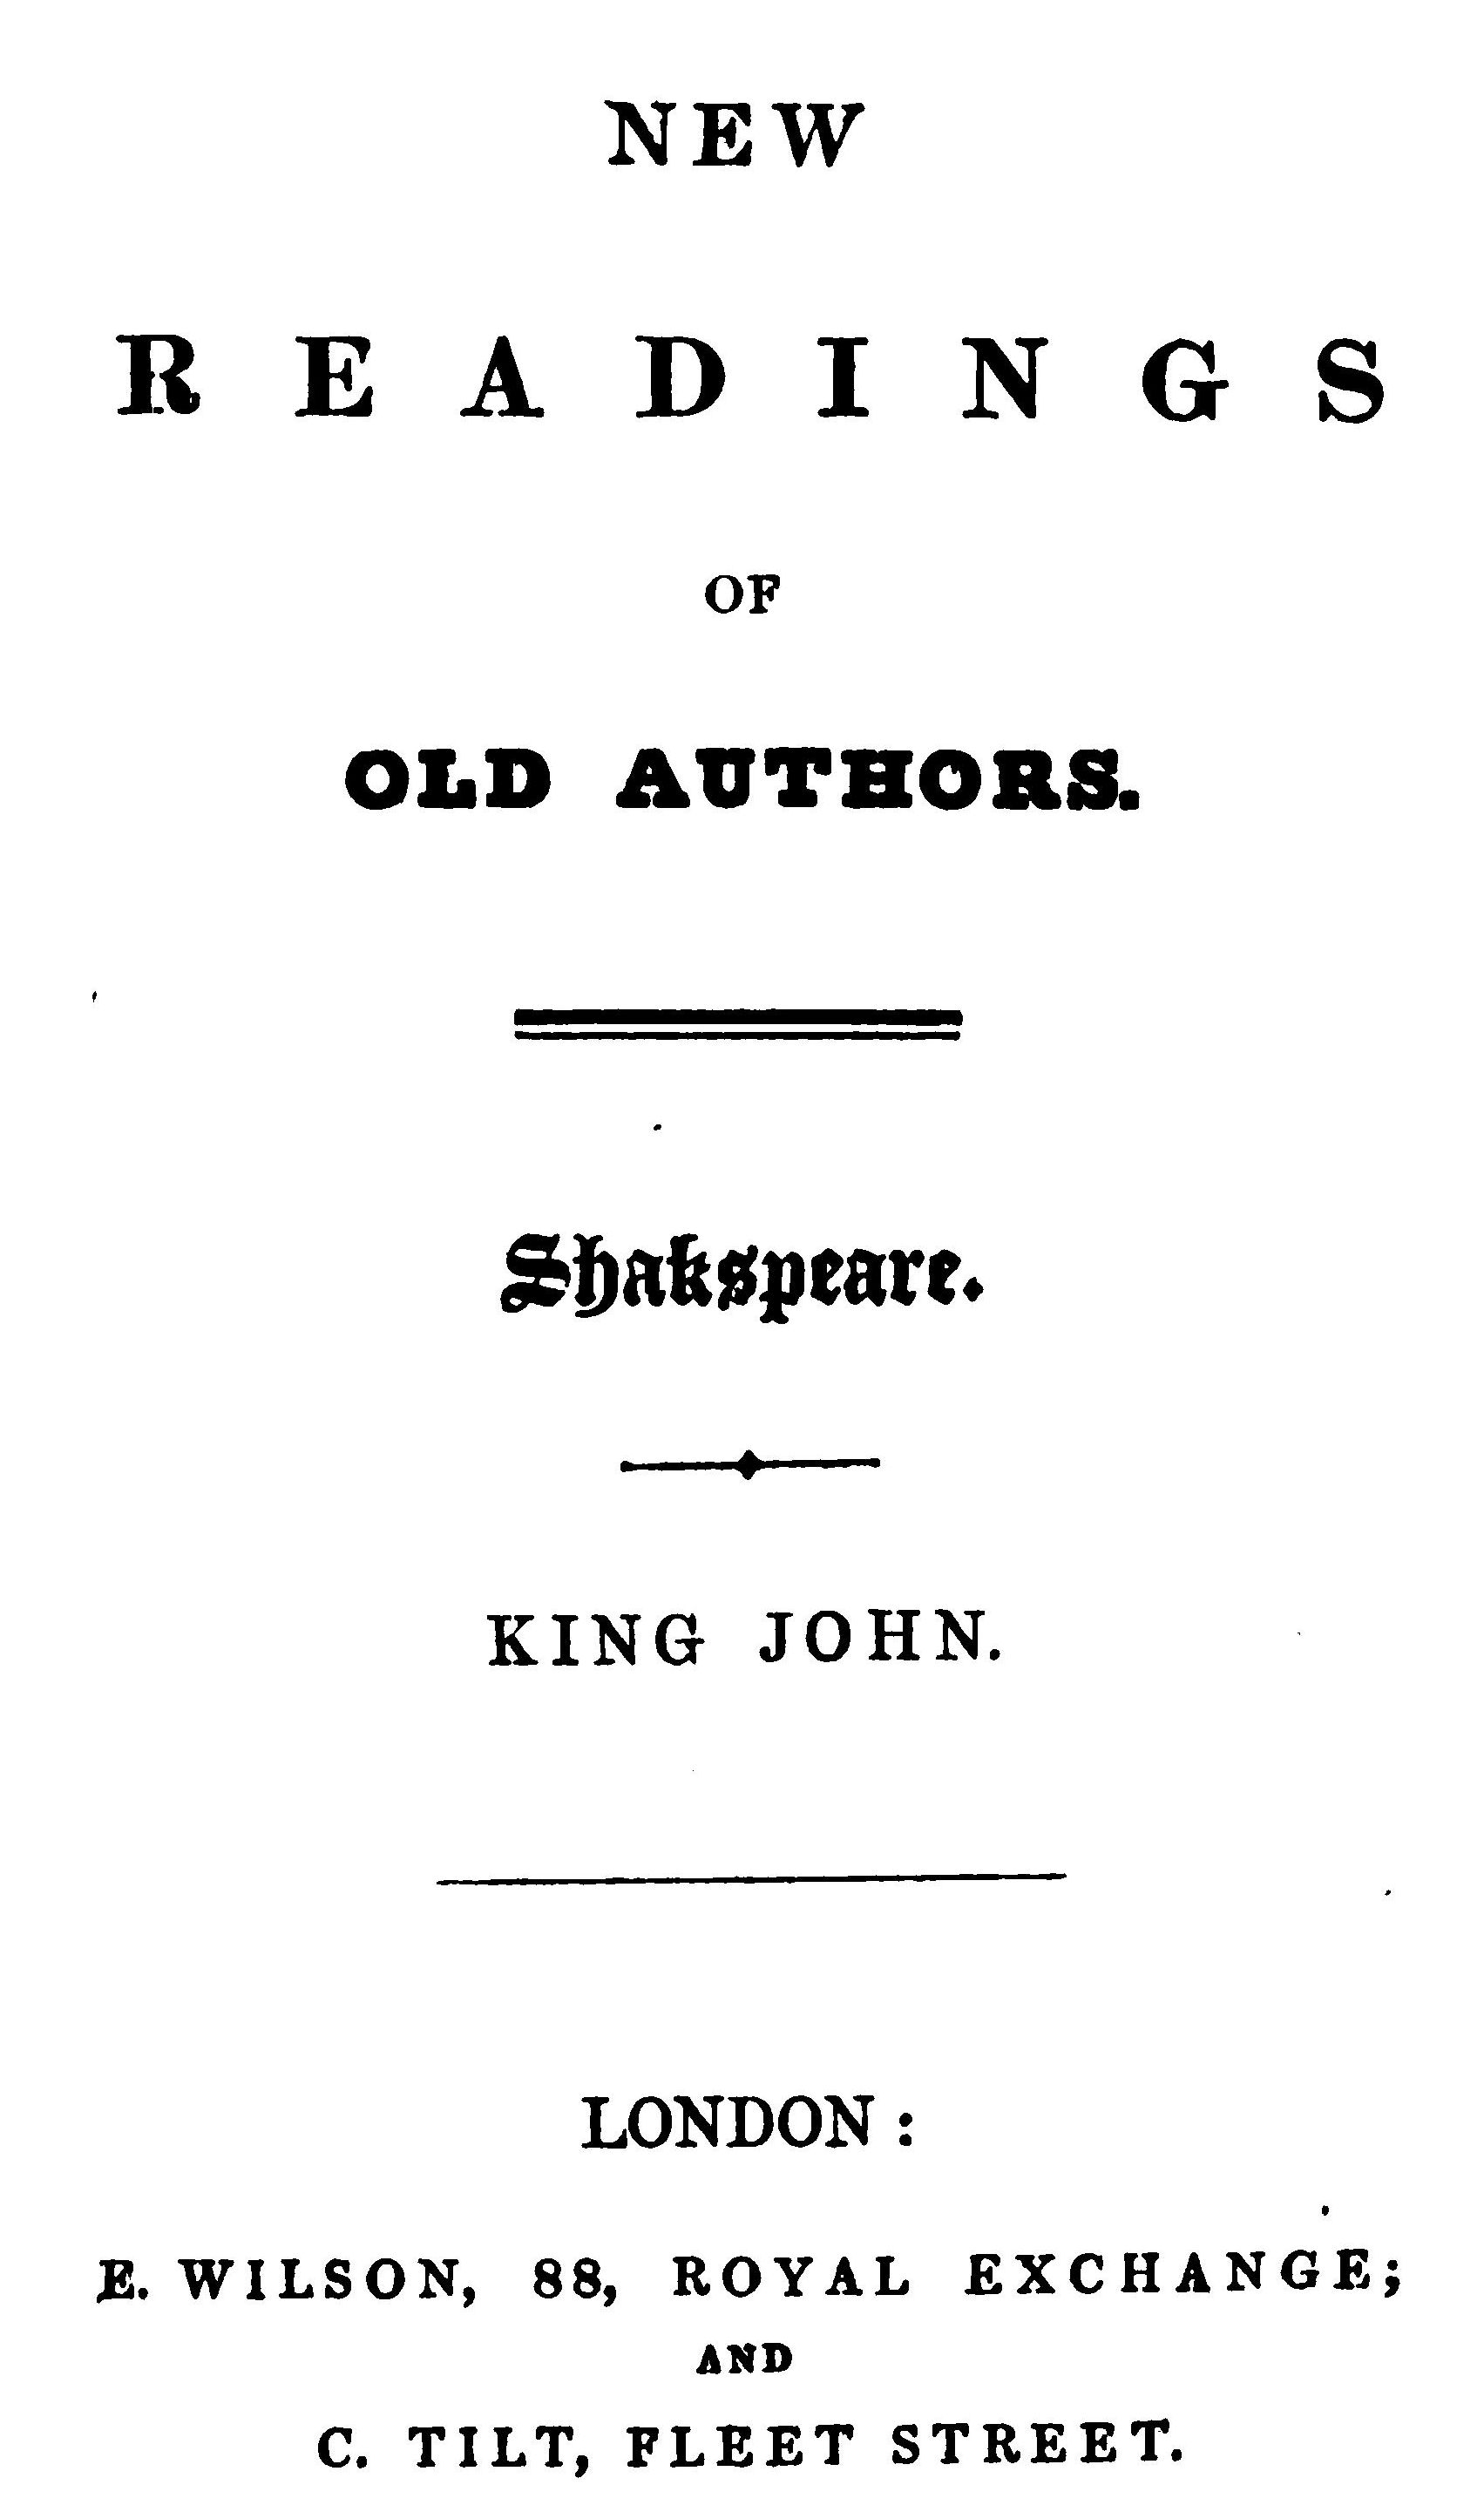 NEW
READINGS
OF
OLD AUTHORS.
Shakspeare.
KING JOHN.
LONDON:
E. WILSON, 88, ROYAL EXCHANGE;
AND
C. TILT, FLEET STREET.